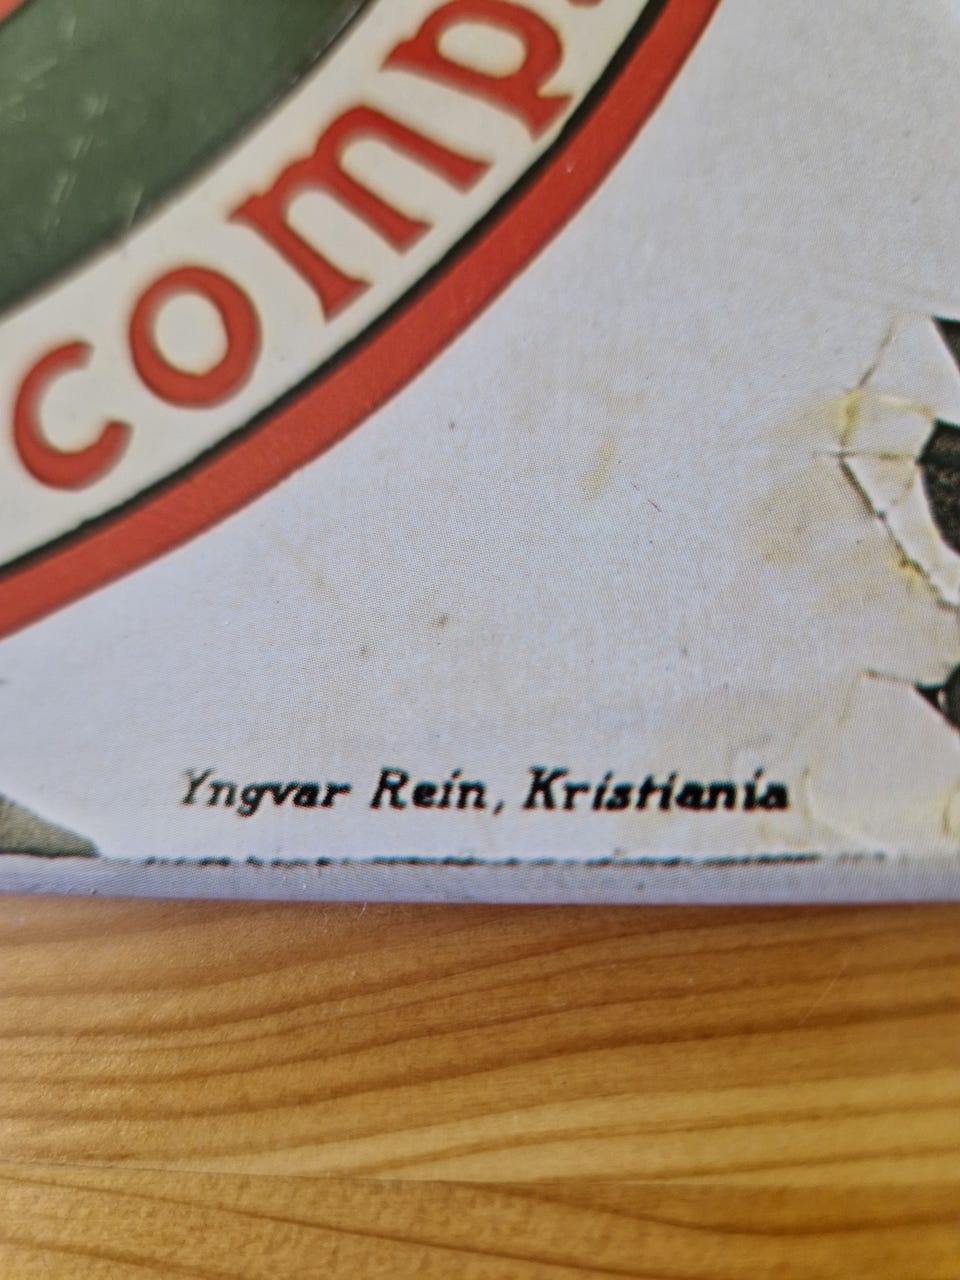 comp.
Yngvar Rein, Kristiania